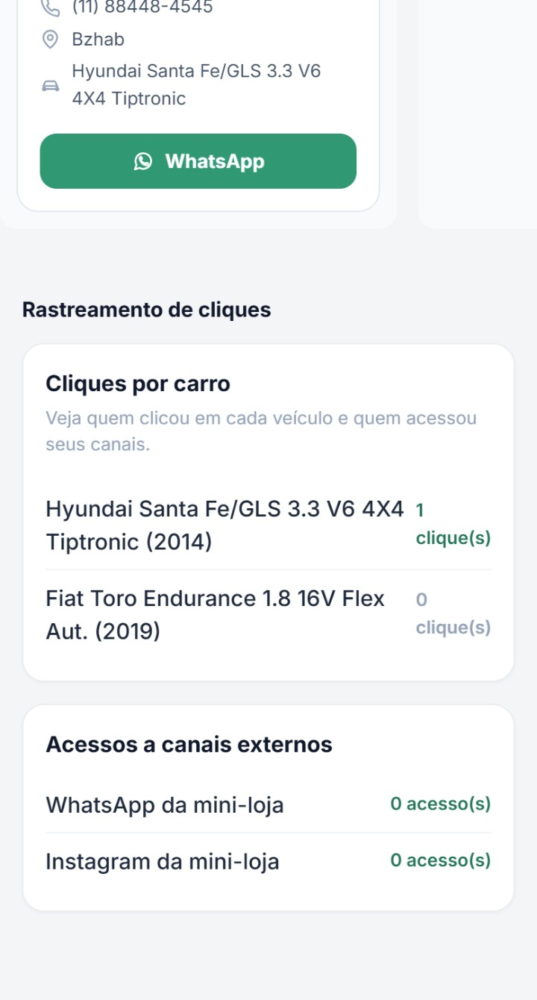 (11) 88448-4545
Bzhab
Hyundai Santa Fe/GLS 3.3 V6
4X4 Tiptronic
WhatsApp
Rastreamento de cliques
Cliques por carro
Veja quem clicou em cada veículo e quem acessou
seus canais.
Hyundai Santa Fe/GLS 3.3 V6 4X4 1
Tiptronic (2014) clique(s)
Fiat Toro Endurance 1.8 16V Flex 0
Aut. (2019) clique(s)
Acessos a canais externos
WhatsApp da mini-loja 0 acesso(s)
Instagram da mini-loja 0 acesso(s)